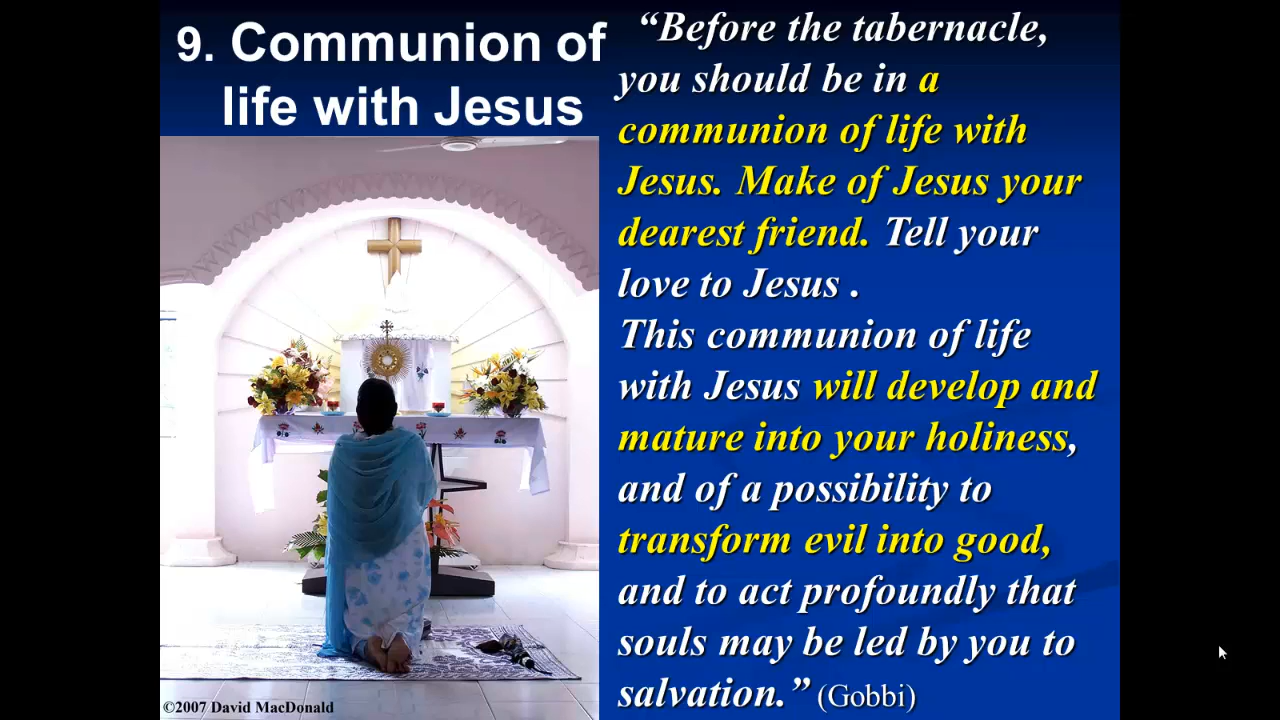 9. Communion of
life with Jesus
“Before the tabernacle,
you should be in a
communion of life with
Jesus. Make of Jesus your
dearest friend. Tell your
love to Jesus .
This communion of life
with Jesus will develop and
mature into your holiness,
and of a possibility to
transform evil into good,
and to act profoundly that
souls may be led by you to
salvation.” (Gobbi)
©2007 David MacDonald